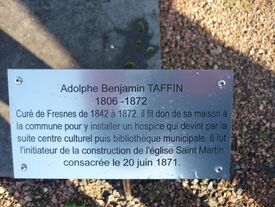 Adolphe Benjamin TAFFIN
1806 -1872
Curé de Fresnes de 1842 à 1872. il fit don de sa maison à
la commune pour y installer un hospice qui devint par la
suite centre culturel puis bibliothèque municipale. Il fut
l'initiateur de la construction de l'église Saint Martin
consacrée le 20 juin 1871.